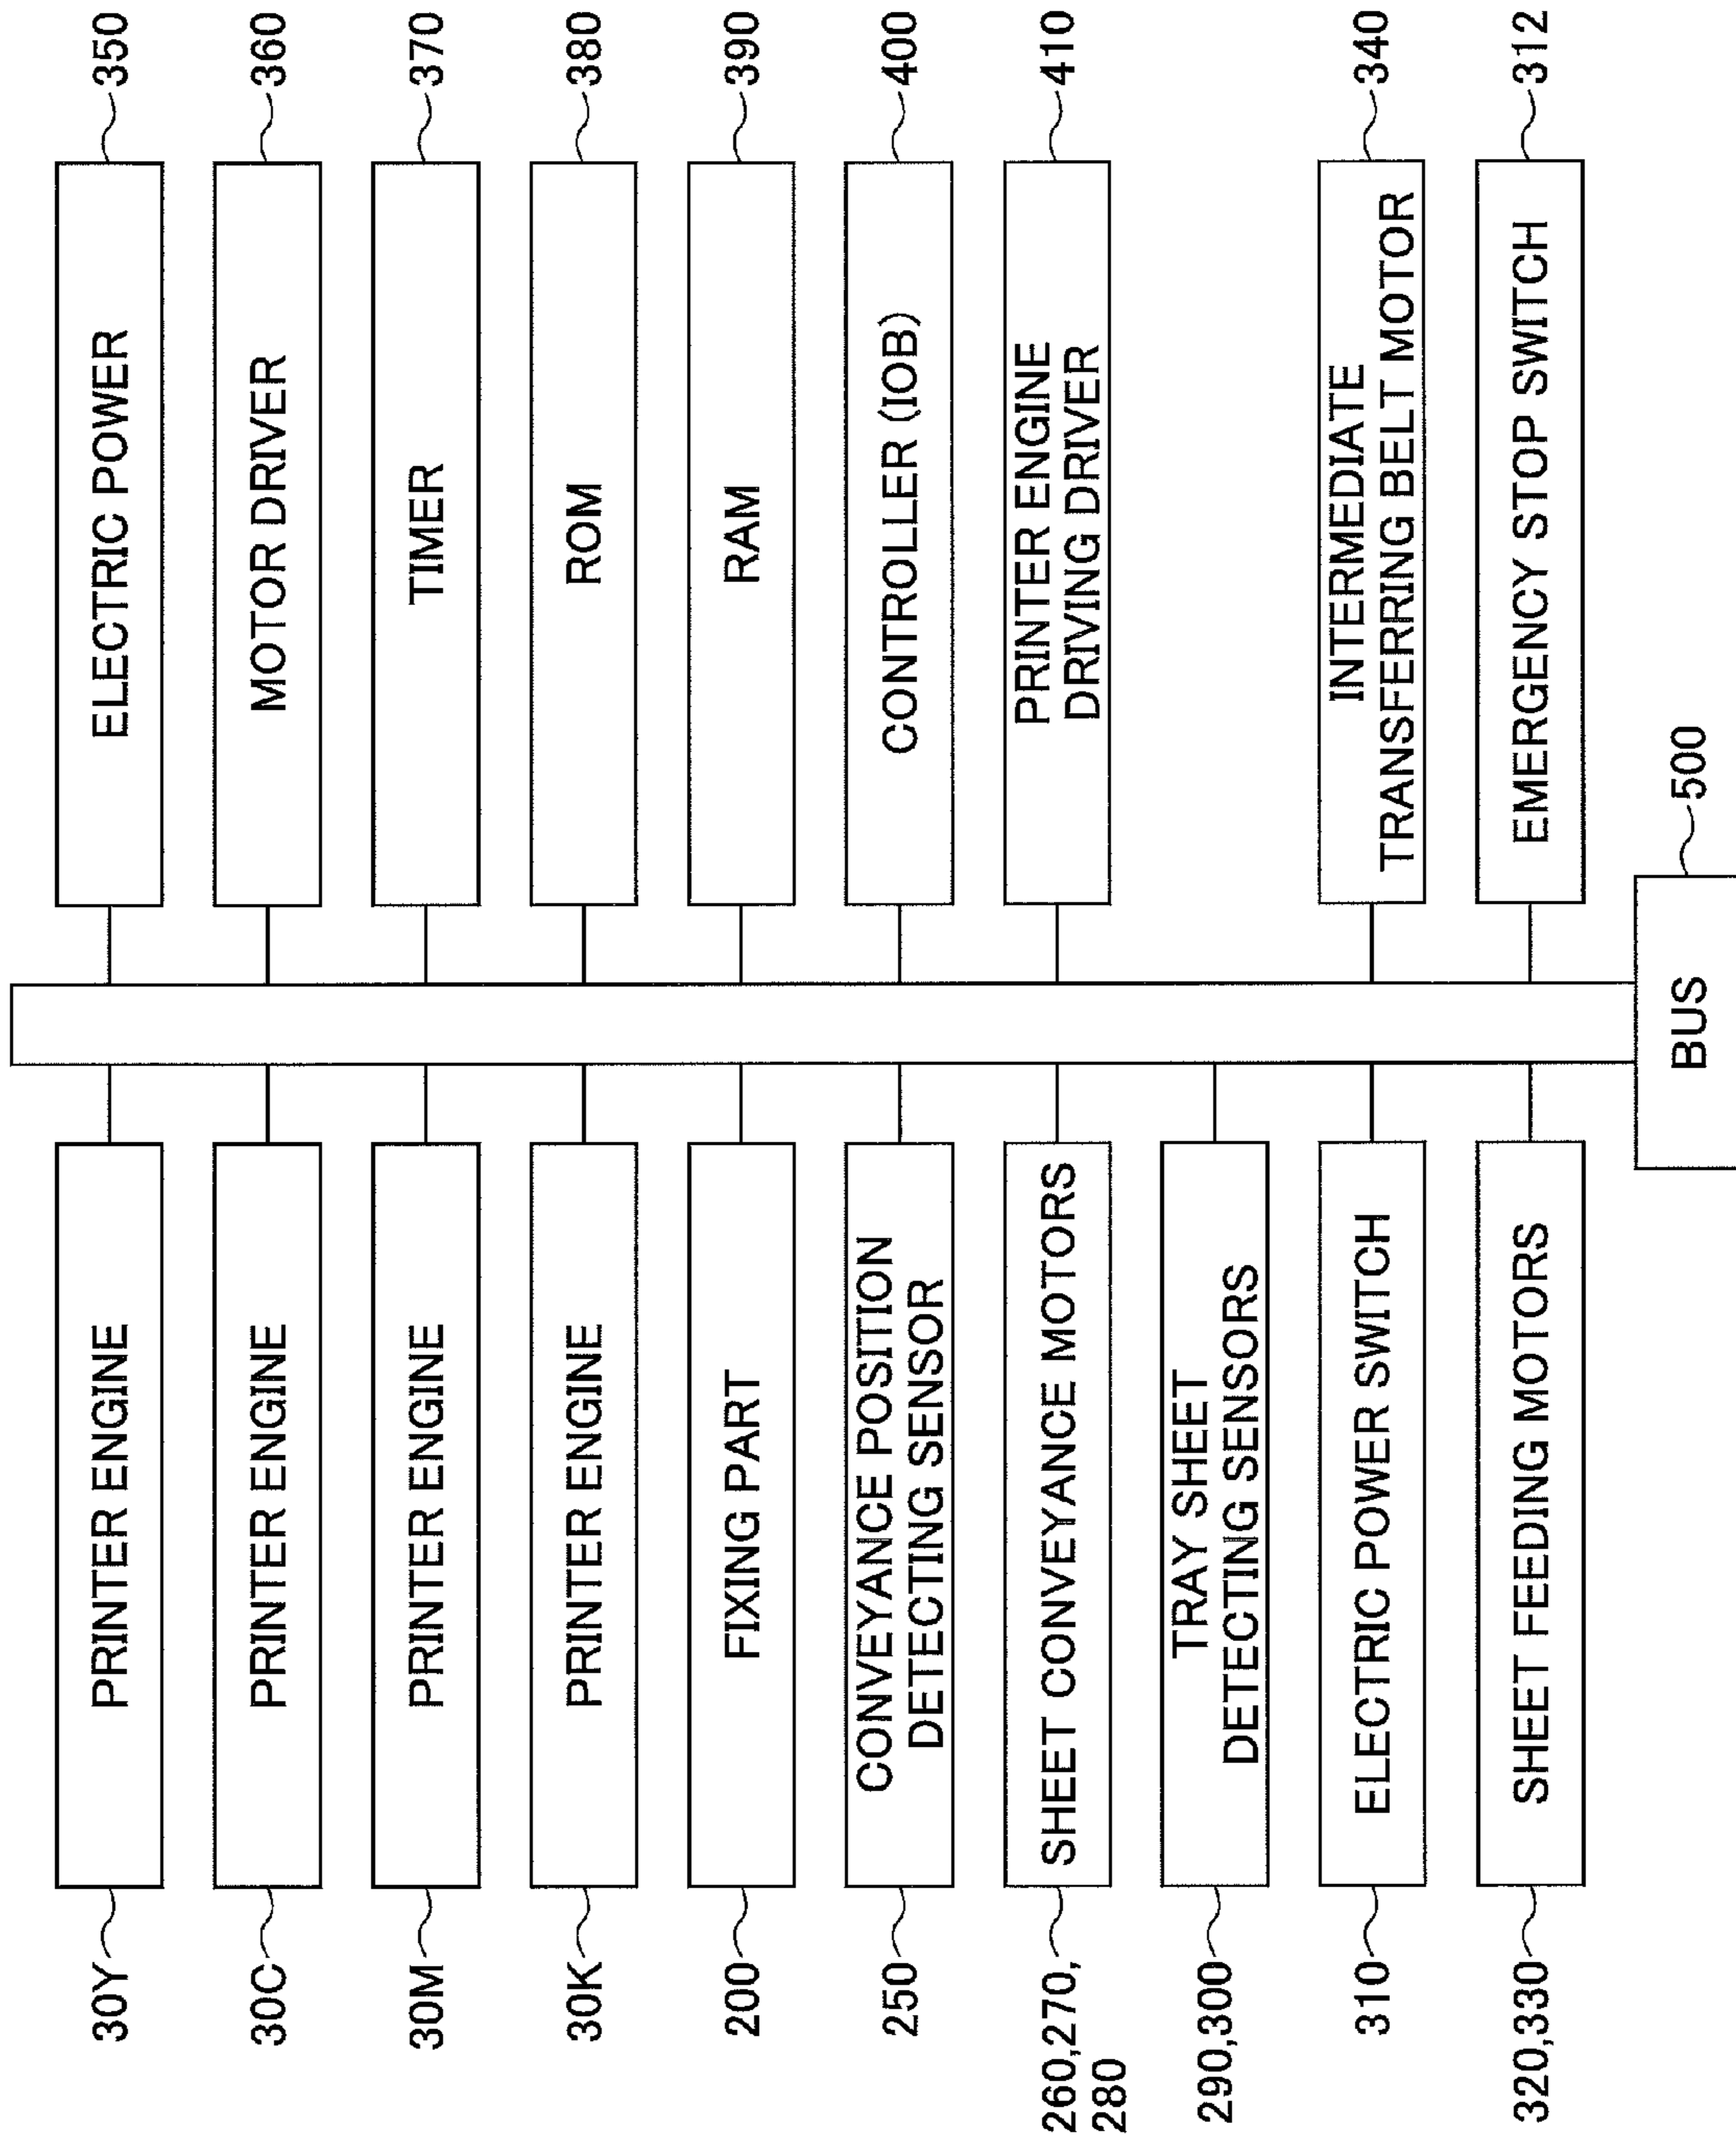 30Y
PRINTER ENGINE
ELECTRIC POWER
350
30C
PRINTER ENGINE
MOTOR DRIVER
360
30M
PRINTER ENGINE
TIMER
370
30K
PRINTER ENGINE
ROM
380
200
FIXING PART
RAM
390
250
CONVEYANCE POSITION
DETECTING SENSOR
CONTROLLER (IOB)
400
260,270,
280
SHEET CONVEYANCE MOTORS
PRINTER ENGINE
DRIVING DRIVER
410
290,300
TRAY SHEET
DETECTING SENSORS
310
ELECTRIC POWER SWITCH
INTERMEDIATE
TRANSFERRING BELT MOTOR
340
320,330
SHEET FEEDING MOTORS
EMERGENCY STOP SWITCH
312
BUS
500